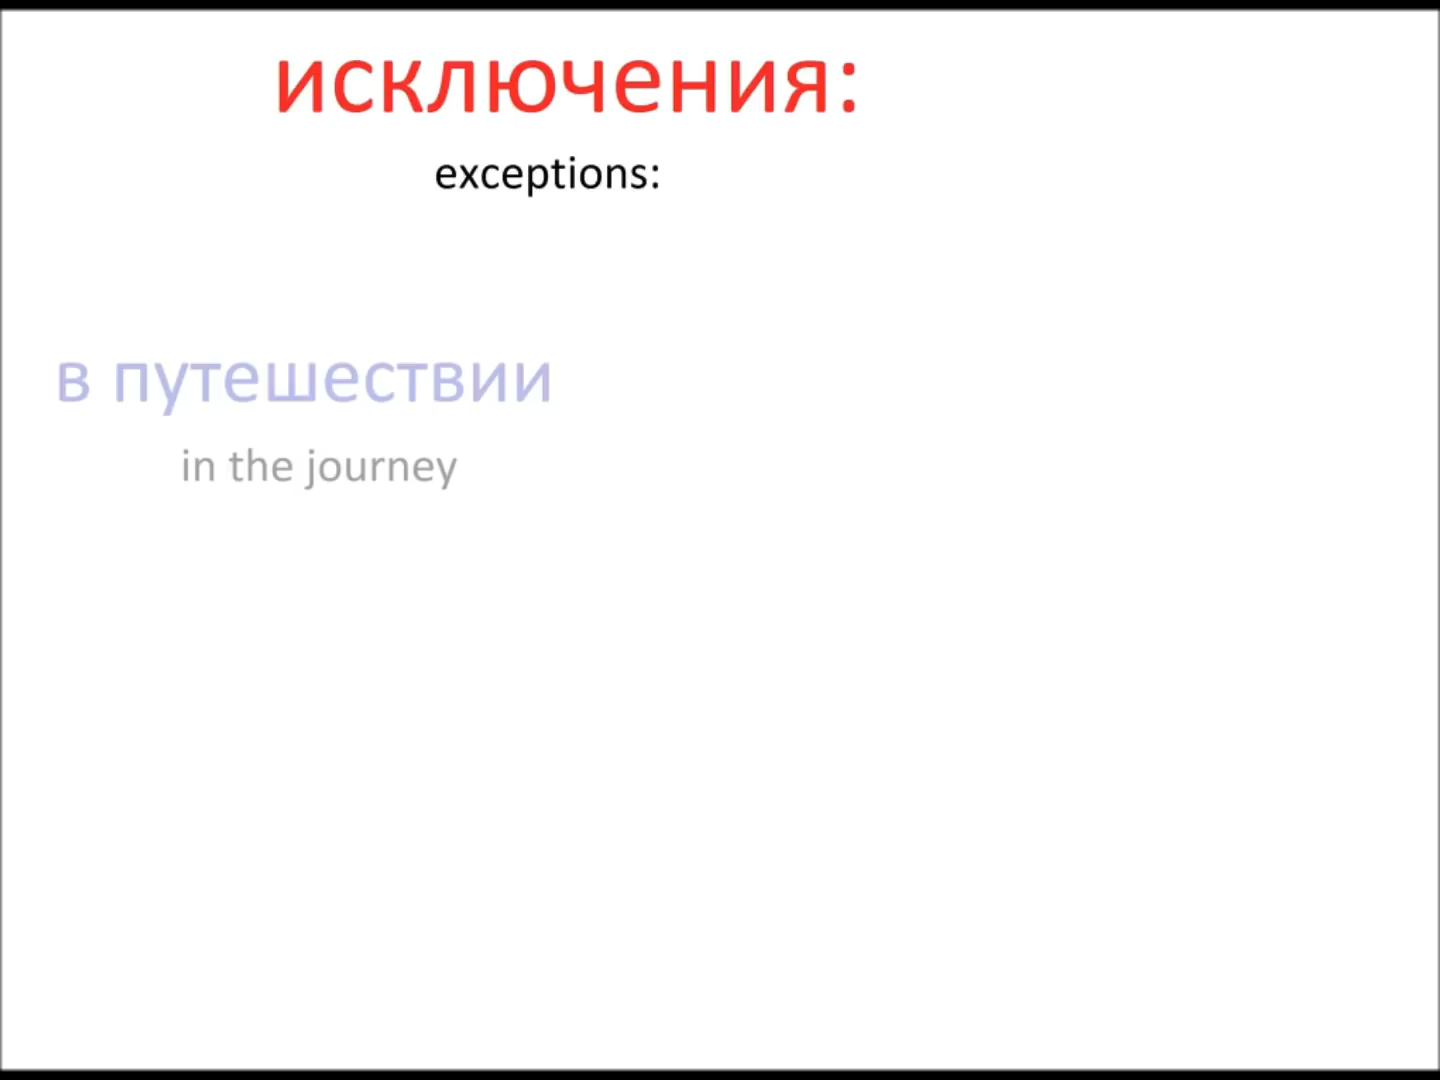 исключения:
exceptions:
в путешествии
in the journey